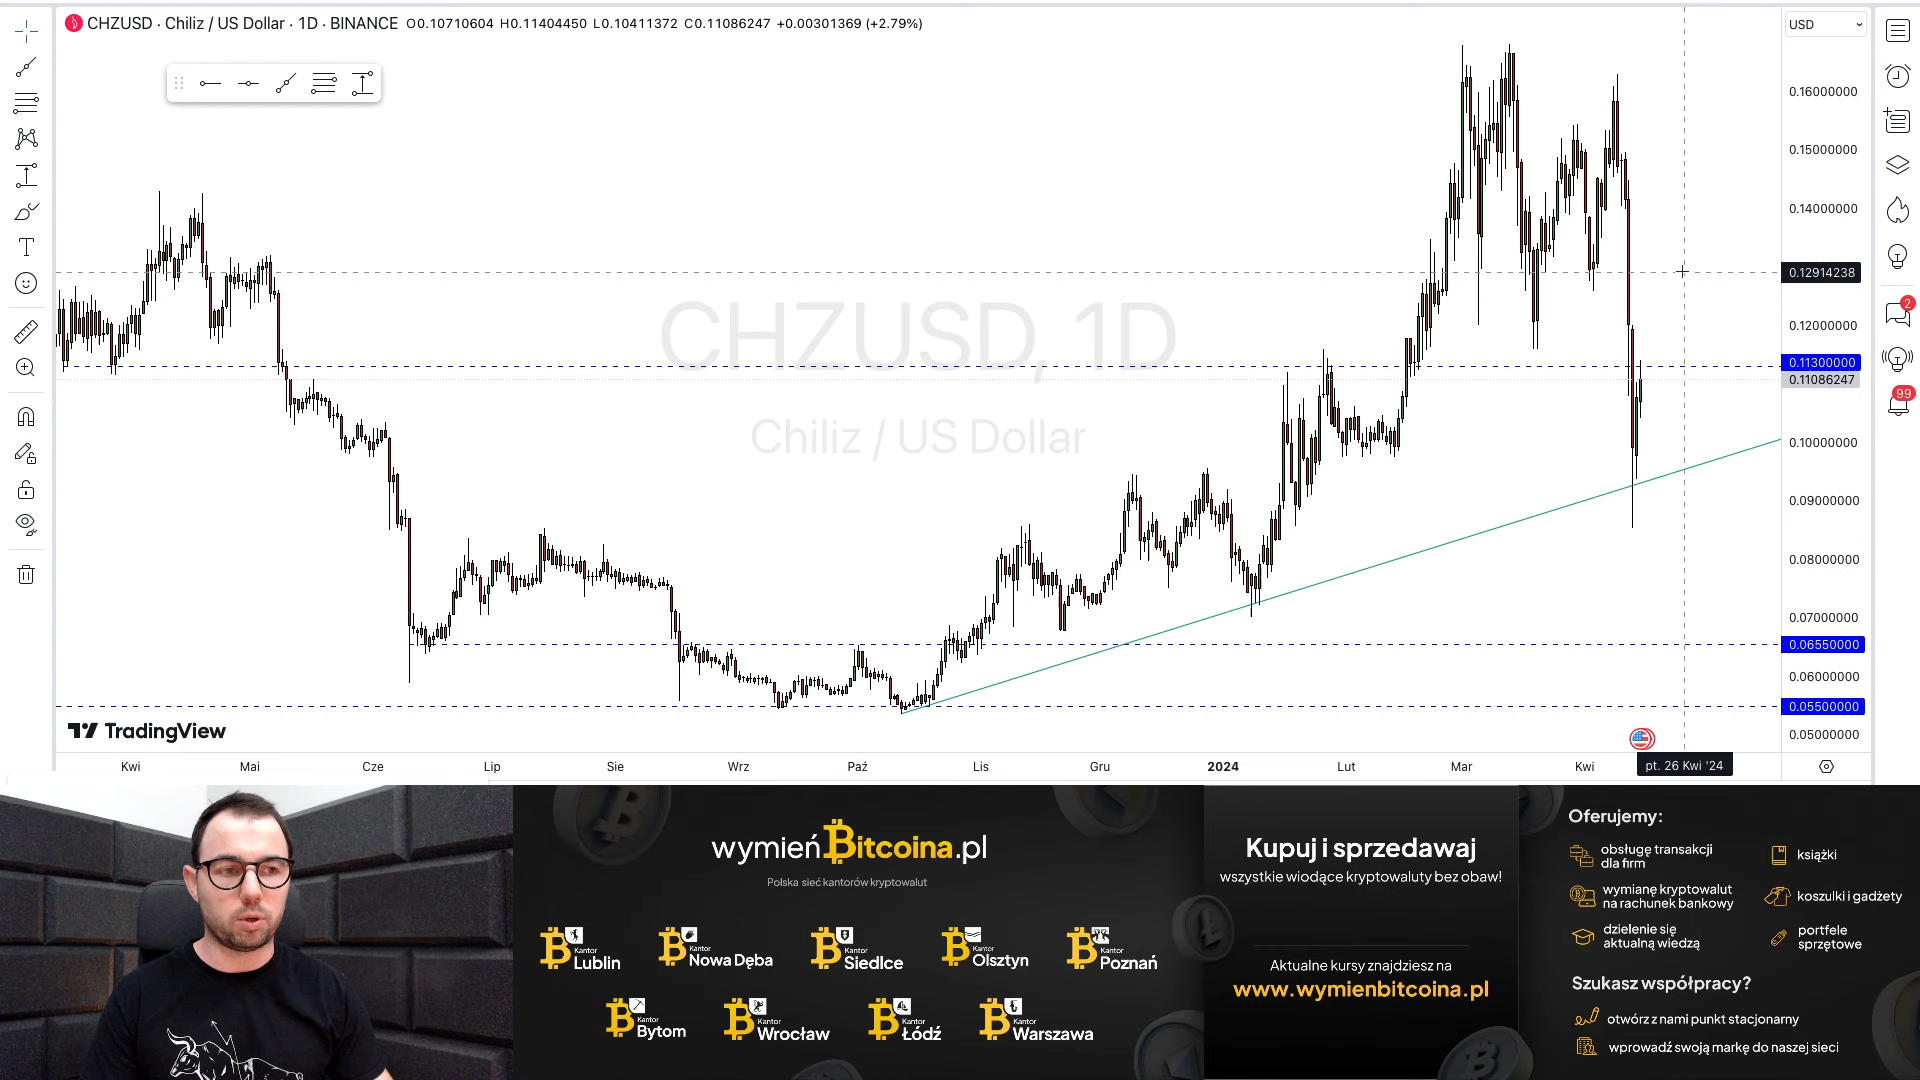 CHZUSD · Chiliz / US Dollar · 1D · BINANCE O0.10710604 H0.11404450 L0.10411372 C0.11086247 +0.00301369 (+2.79%)
USD
0.16000000
0.15000000
0.14000000
0.12914238
0.12000000
0.11300000
0.11086247
0.10000000
0.09000000
0.08000000
0.07000000
0.06550000
0.06000000
0.05500000
0.05000000
2
99
CHZUSD, 1D
Chiliz / US Dollar
TradingView
Kwi Mai Cze Lip Sie Wrz Paź Lis Gru 2024 Lut Mar Kwi pt. 26 Kwi '24
wymieńBitcoina.pl
Polska sieć kantorów kryptowalut
Kantor Lublin
Kantor Nowa Dęba
Kantor Siedlce
Kantor Olsztyn
Kantor Poznań
Kantor Bytom
Kantor Wrocław
Kantor Łódź
Kantor Warszawa
Kupuj i sprzedawaj
wszystkie wiodące kryptowaluty bez obaw!
Aktualne kursy znajdziesz na
www.wymienbitcoina.pl
Oferujemy:
obsługę transakcji
dla firm
wymianę kryptowalut
na rachunek bankowy
dzielenie się
aktualną wiedzą
książki
koszulki i gadżety
portfele
sprzętowe
Szukasz współpracy?
otwórz z nami punkt stacjonarny
wprowadź swoją markę do naszej sieci